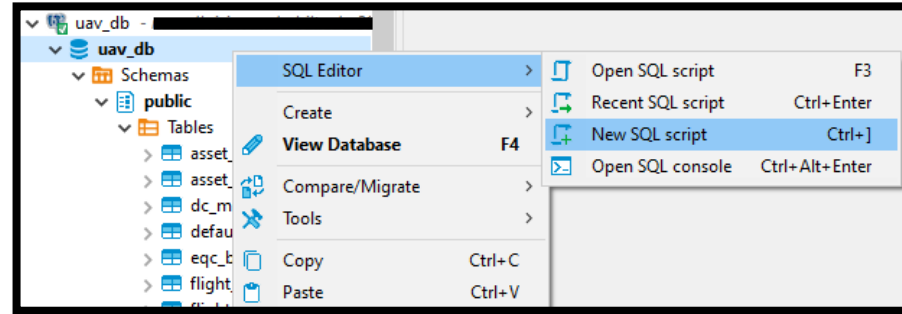 uav_db -
uav_db
Schemas
public
Tables
asset_
asset_
dc_m
defau
eqc_b
flight_
SQL Editor
Create
View Database F4
Compare/Migrate
Tools
Copy Ctrl+C
Paste Ctrl+V
Open SQL script F3
Recent SQL script Ctrl+Enter
New SQL script Ctrl+]
Open SQL console Ctrl+Alt+Enter